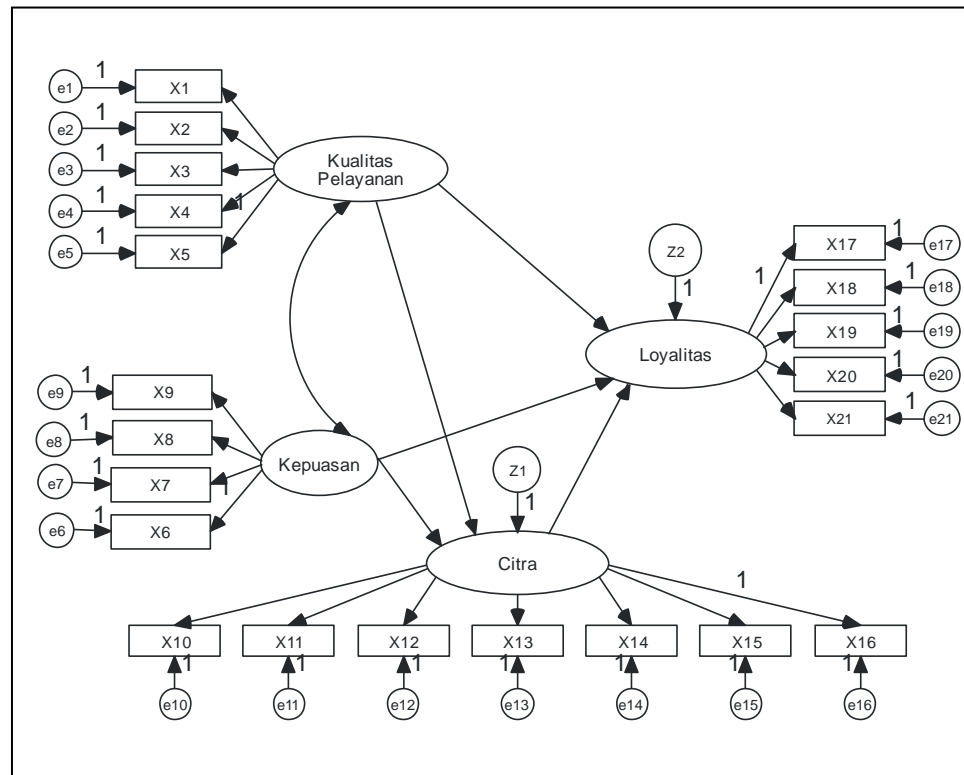 e1 1 X1
e2 1 X2
e3 1 X3
e4 1 X4 1
e5 1 X5
Kualitas
Pelayanan
Z2
1
Loyalitas
1
X17 1 e17
X18 1 e18
X19 1 e19
X20 1 e20
X21 1 e21
e9 1 X9
e8 1 X8
e7 1 X7 1
e6 1 X6
Kepuasan
Z1
1
Citra
1
X10 X11 X12 X13 X14 X15 X16
1 1 1 1 1 1 1
e10 e11 e12 e13 e14 e15 e16